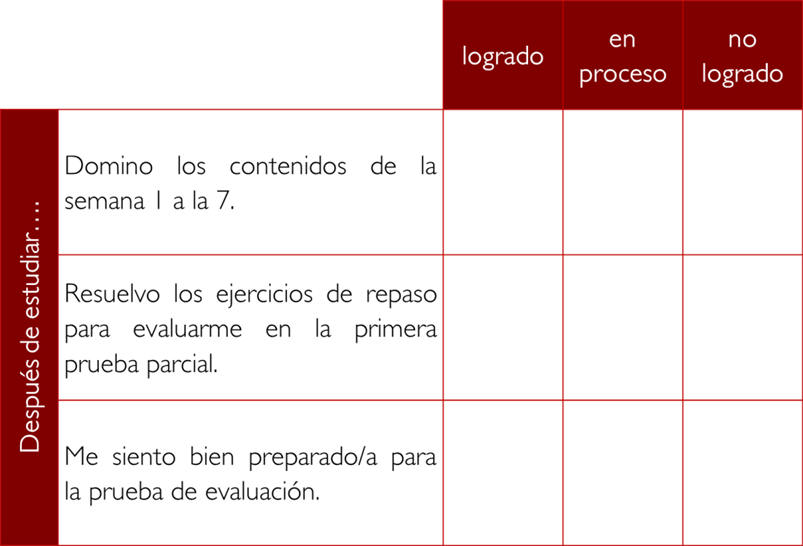 logrado
en
proceso
no
logrado
Después de estudiar….
Domino los contenidos de la
semana 1 a la 7.
Resuelvo los ejercicios de repaso
para evaluarme en la primera
prueba parcial.
Me siento bien preparado/a para
la prueba de evaluación.